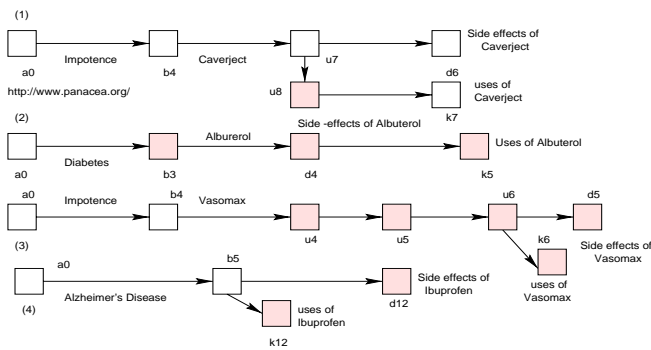 (1)
Impotence
Caverject
Side effects of
Caverject
a0
b4
u7
d6
http://www.panacea.org/
u8
uses of
Caverject
k7
(2)
Side -effects of Albuterol
Alburerol
Uses of Albuterol
Diabetes
a0
b3
d4
k5
a0
b4
u6
d5
Impotence
Vasomax
u4
u5
k6
Side effects of
Vasomax
uses of
Vasomax
(3)
a0
b5
Side effects of
Ibuprofen
Alzheimer's Disease
d12
(4)
uses of
Ibuprofen
k12